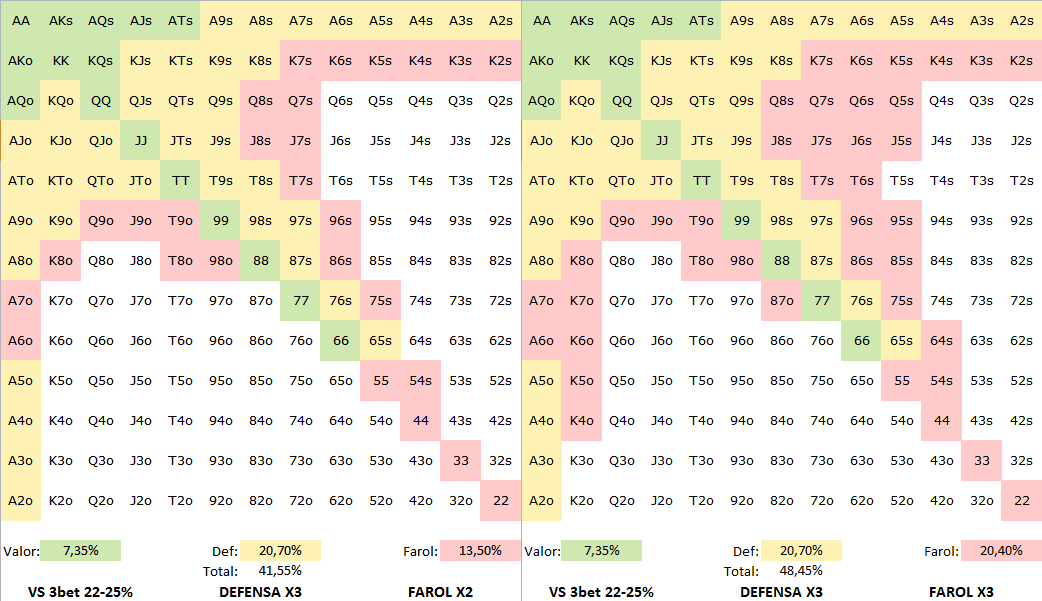 AA AKs AQs AJs ATs A9s A8s A7s A6s A5s A4s A3s A2s AA AKs AQs AJs ATs A9s A8s A7s A6s A5s A4s A3s A2s
AKo KK KQs KJs KTs K9s K8s K7s K6s K5s K4s K3s K2s AKo KK KQs KJs KTs K9s K8s K7s K6s K5s K4s K3s K2s
AQo KQo QQ QJs QTs Q9s Q8s Q7s Q6s Q5s Q4s Q3s Q2s AQo KQo QQ QJs QTs Q9s Q8s Q7s Q6s Q5s Q4s Q3s Q2s
AJo KJo QJo JJ JTs J9s J8s J7s J6s J5s J4s J3s J2s AJo KJo QJo JJ JTs J9s J8s J7s J6s J5s J4s J3s J2s
ATo KTo QTo JTo TT T9s T8s T7s T6s T5s T4s T3s T2s ATo KTo QTo JTo TT T9s T8s T7s T6s T5s T4s T3s T2s
A9o K9o Q9o J9o T9o 99 98s 97s 96s 95s 94s 93s 92s A9o K9o Q9o J9o T9o 99 98s 97s 96s 95s 94s 93s 92s
A8o K8o Q8o J8o T8o 98o 88 87s 86s 85s 84s 83s 82s A8o K8o Q8o J8o T8o 98o 88 87s 86s 85s 84s 83s 82s
A7o K7o Q7o J7o T7o 97o 87o 77 76s 75s 74s 73s 72s A7o K7o Q7o J7o T7o 97o 87o 77 76s 75s 74s 73s 72s
A6o K6o Q6o J6o T6o 96o 86o 76o 66 65s 64s 63s 62s A6o K6o Q6o J6o T6o 96o 86o 76o 66 65s 64s 63s 62s
A5o K5o Q5o J5o T5o 95o 85o 75o 65o 55 54s 53s 52s A5o K5o Q5o J5o T5o 95o 85o 75o 65o 55 54s 53s 52s
A4o K4o Q4o J4o T4o 94o 84o 74o 64o 54o 44 43s 42s A4o K4o Q4o J4o T4o 94o 84o 74o 64o 54o 44 43s 42s
A3o K3o Q3o J3o T3o 93o 83o 73o 63o 53o 43o 33 32s A3o K3o Q3o J3o T3o 93o 83o 73o 63o 53o 43o 33 32s
A2o K2o Q2o J2o T2o 92o 82o 72o 62o 52o 42o 32o 22 A2o K2o Q2o J2o T2o 92o 82o 72o 62o 52o 42o 32o 22
Valor: 7,35% Def: 20,70% Farol: 13,50% Valor: 7,35% Def: 20,70% Farol: 20,40%
Total: 41,55% Total: 48,45%
VS 3bet 22-25% DEFENSA X3 FAROL X2 VS 3bet 22-25% DEFENSA X3 FAROL X3